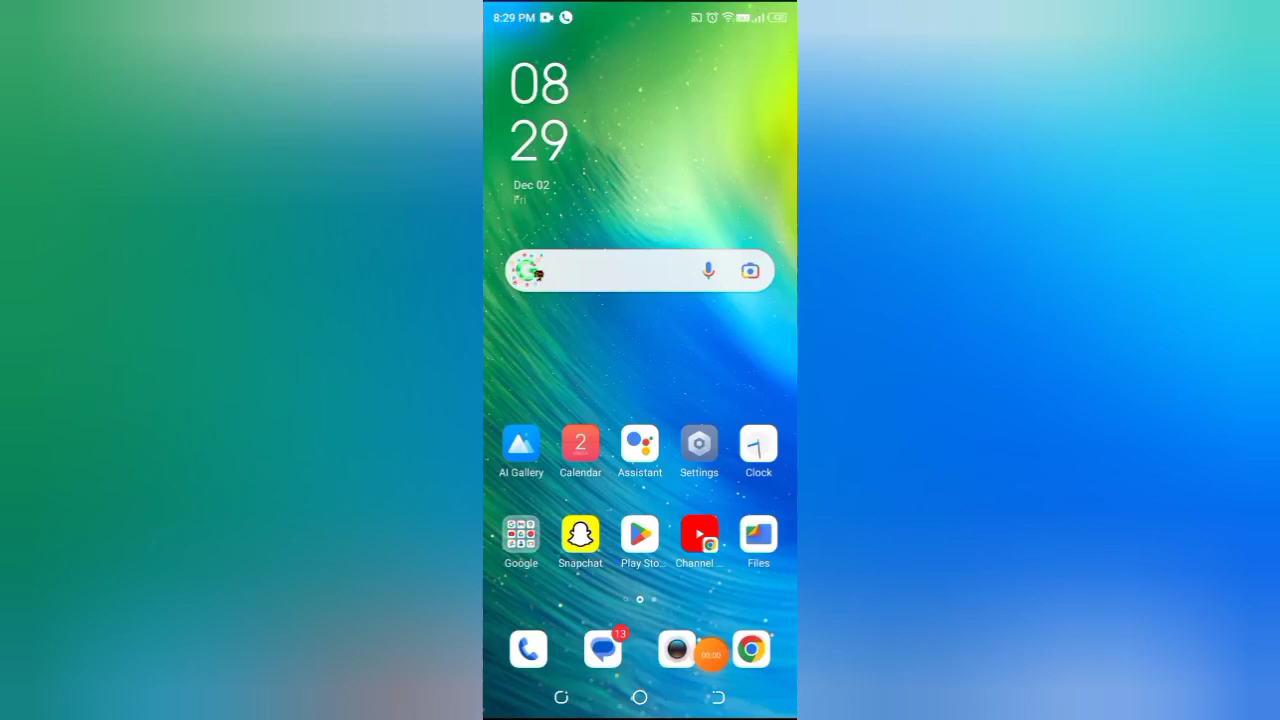 8:29 PM
08
29
Dec 02
Fri
AI Gallery
Calendar
2
Assistant
Settings
Clock
Google
Snapchat
Play Sto...
Channel ...
Files
13
00:00